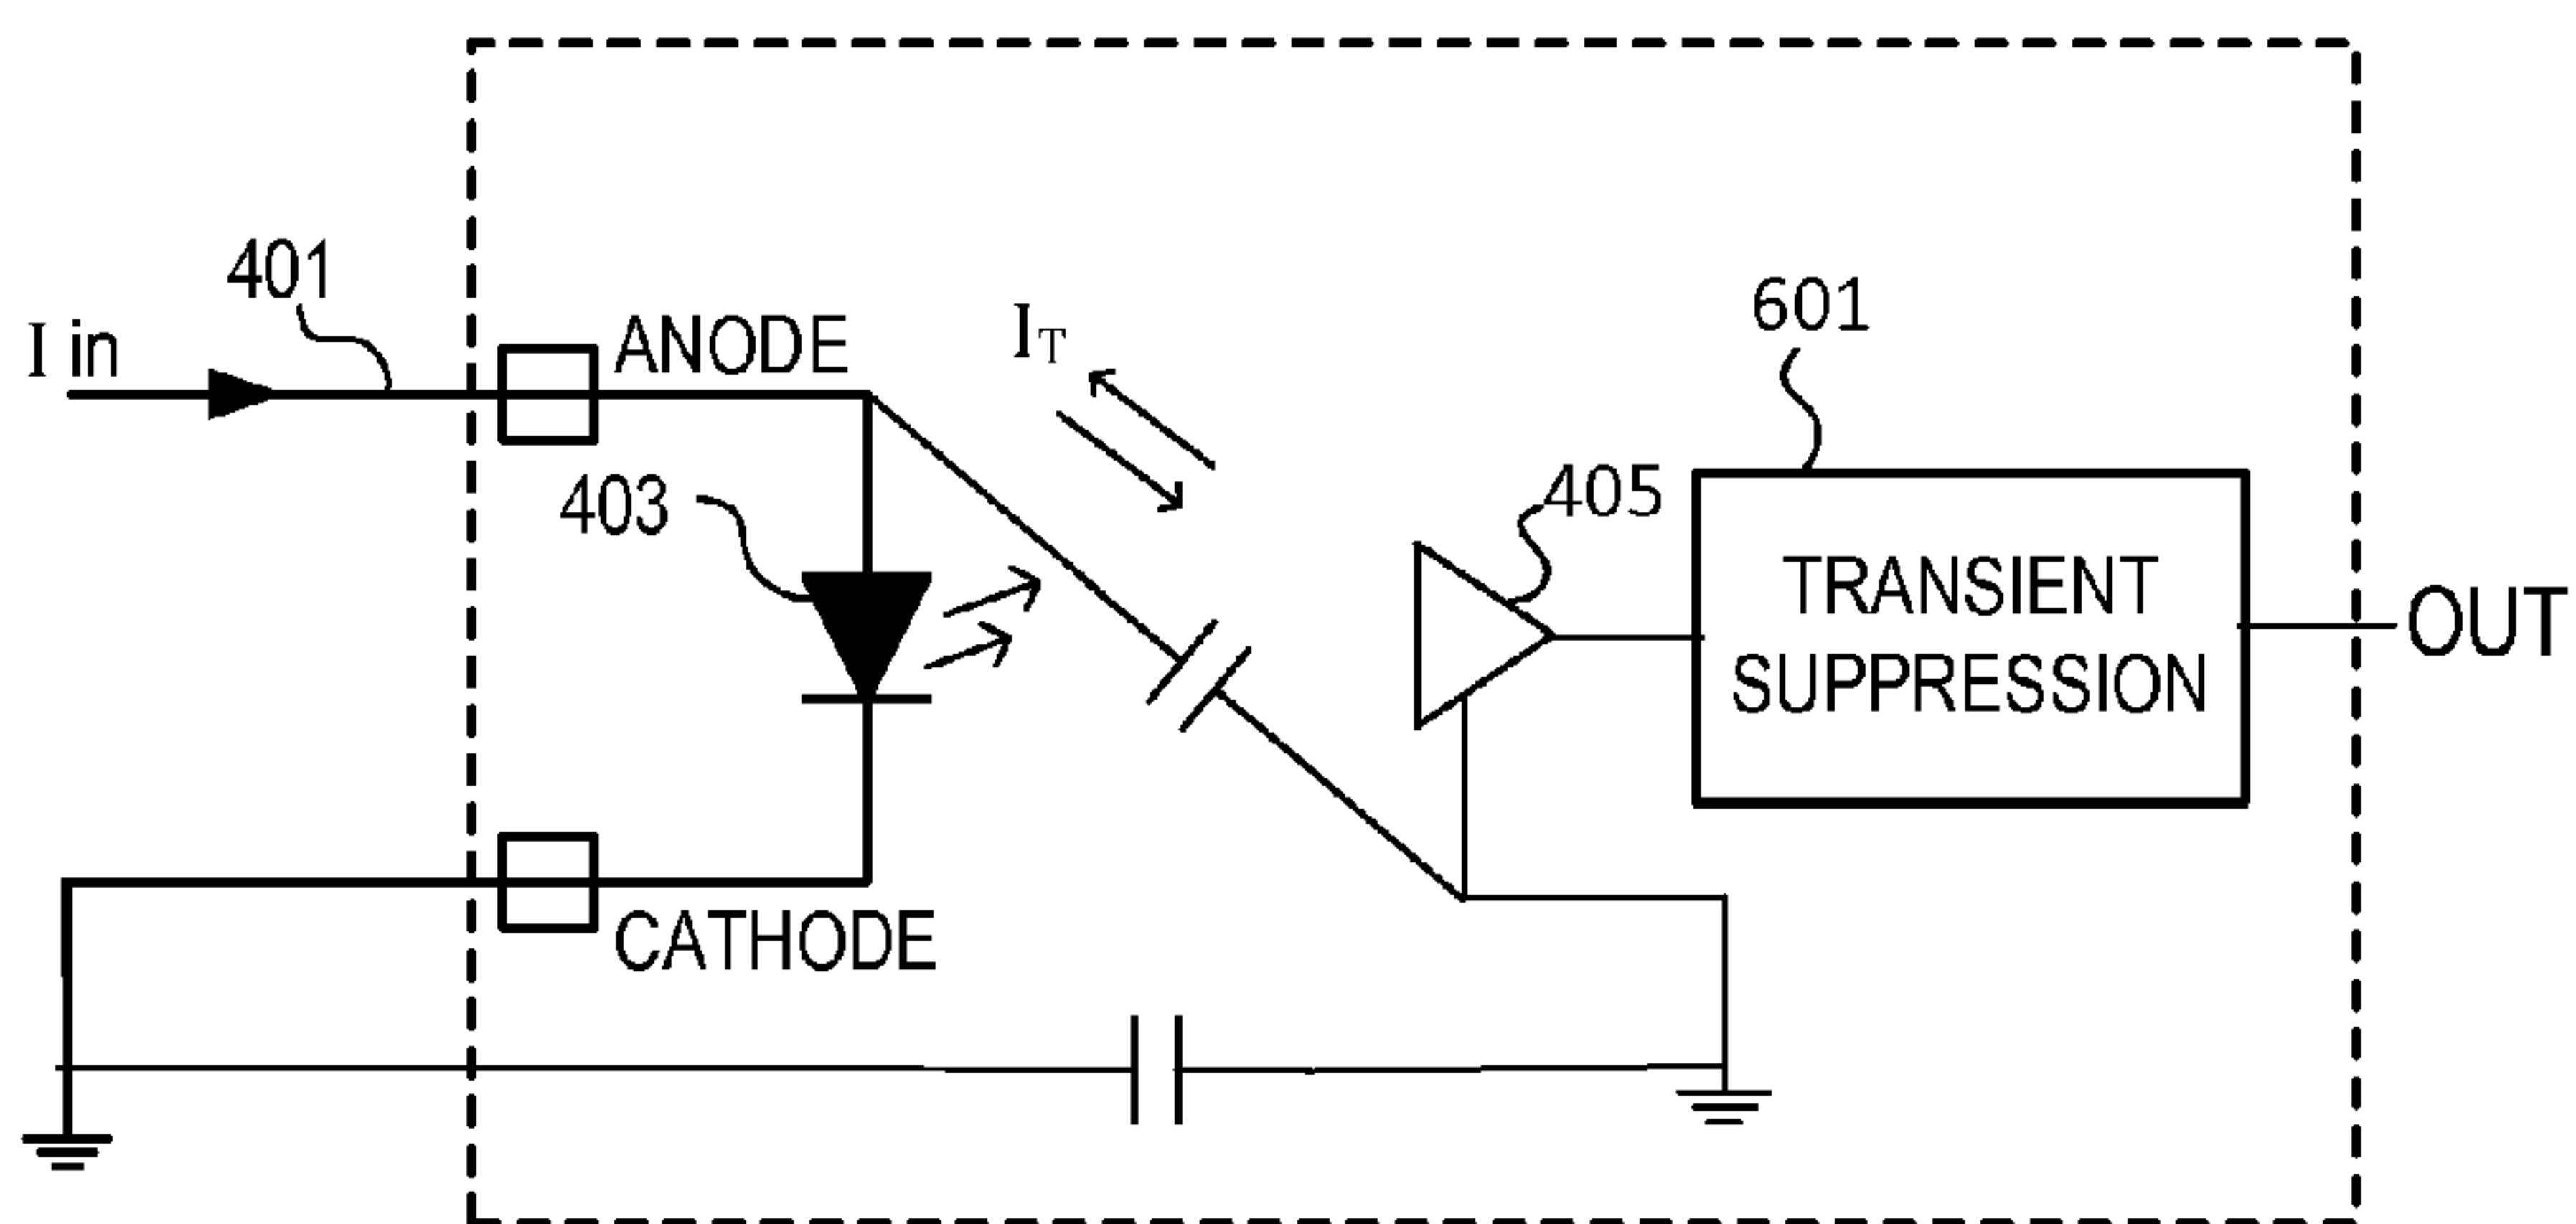 401
I in
ANODE
I_T
601
403
405
TRANSIENT
SUPPRESSION
OUT
CATHODE